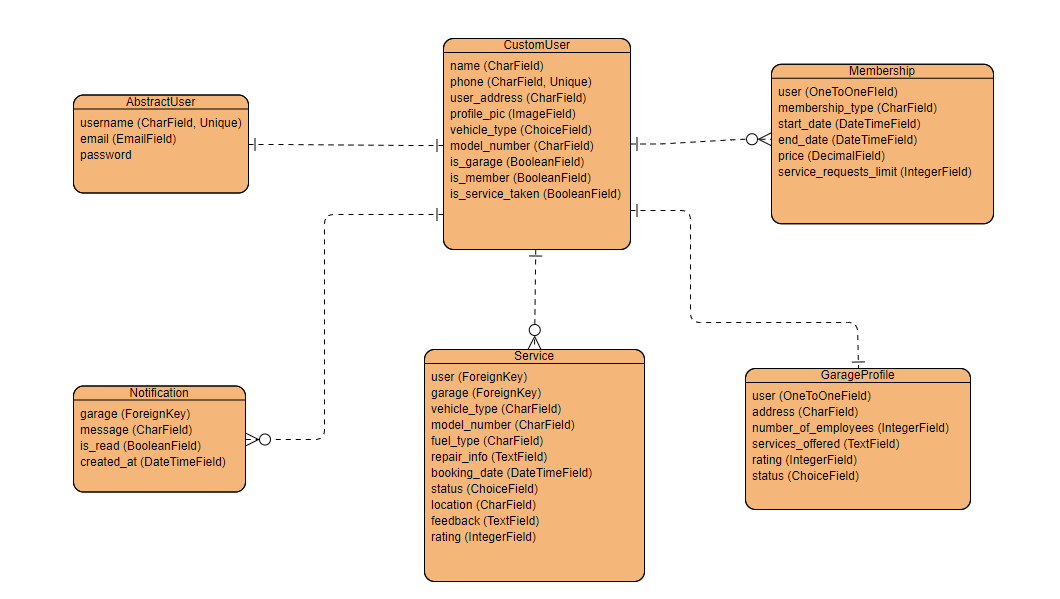 CustomUser
name (CharField)
phone (CharField, Unique)
user_address (CharField)
profile_pic (ImageField)
vehicle_type (ChoiceField)
model_number (CharField)
is_garage (BooleanField)
is_member (BooleanField)
is_service_taken (BooleanField)
AbstractUser
username (CharField, Unique)
email (EmailField)
password
Membership
user (OneToOneField)
membership_type (CharField)
start_date (DateTimeField)
end_date (DateTimeField)
price (DecimalField)
service_requests_limit (IntegerField)
Notification
garage (ForeignKey)
message (CharField)
is_read (BooleanField)
created_at (DateTimeField)
Service
user (ForeignKey)
garage (ForeignKey)
vehicle_type (CharField)
model_number (CharField)
fuel_type (CharField)
repair_info (TextField)
booking_date (DateTimeField)
status (ChoiceField)
location (CharField)
feedback (TextField)
rating (IntegerField)
GarageProfile
user (OneToOneField)
address (CharField)
number_of_employees (IntegerField)
services_offered (TextField)
rating (IntegerField)
status (ChoiceField)